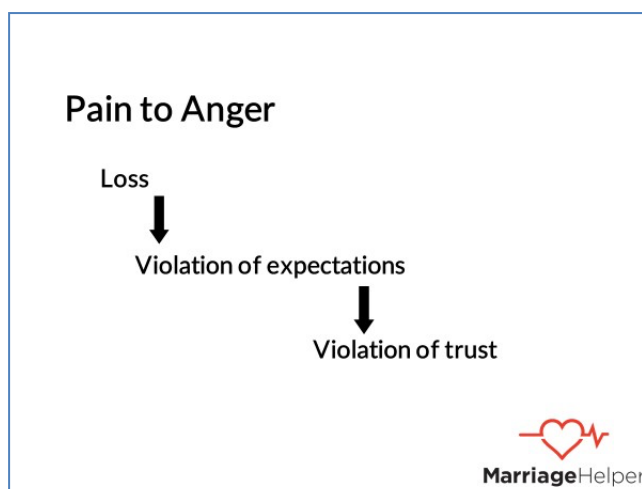 Pain to Anger
Loss
Violation of expectations
Violation of trust
MarriageHelper